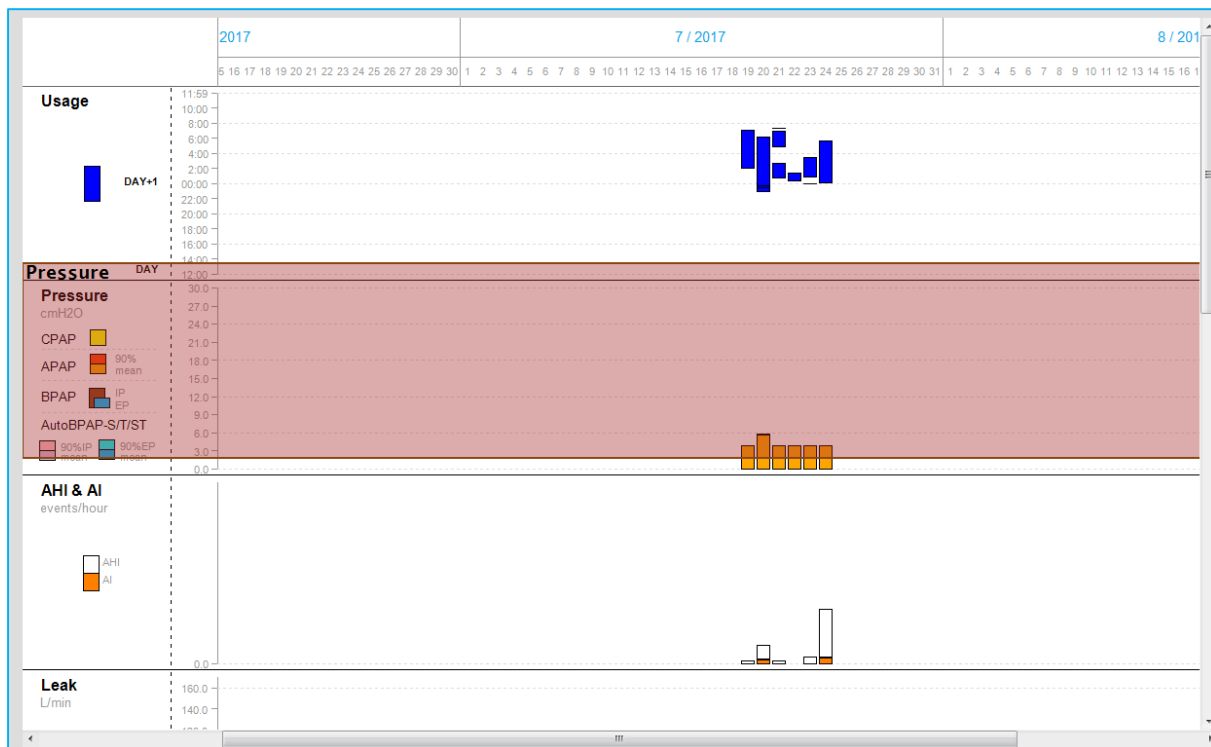 2017 7 / 2017 8 / 201
5 16 17 18 19 20 21 22 23 24 25 26 27 28 29 30 1 2 3 4 5 6 7 8 9 10 11 12 13 14 15 16 17 18 19 20 21 22 23 24 25 26 27 28 29 30 31 1 2 3 4 5 6 7 8 9 10 11 12 13 14 15 16 1
Usage
DAY+1
11:59
10:00
8:00
6:00
4:00
2:00
00:00
22:00
20:00
18:00
16:00
14:00
12:00
Pressure DAY
Pressure
cmH2O
CPAP
APAP 90%
mean
BPAP IP
EP
AutoBPAP-S/T/ST
90%IP 90%EP
mean mean
30.0
27.0
24.0
21.0
18.0
15.0
12.0
9.0
6.0
3.0
0.0
AHI & AI
events/hour
AHI
AI
0.0
Leak
L/min
160.0
140.0